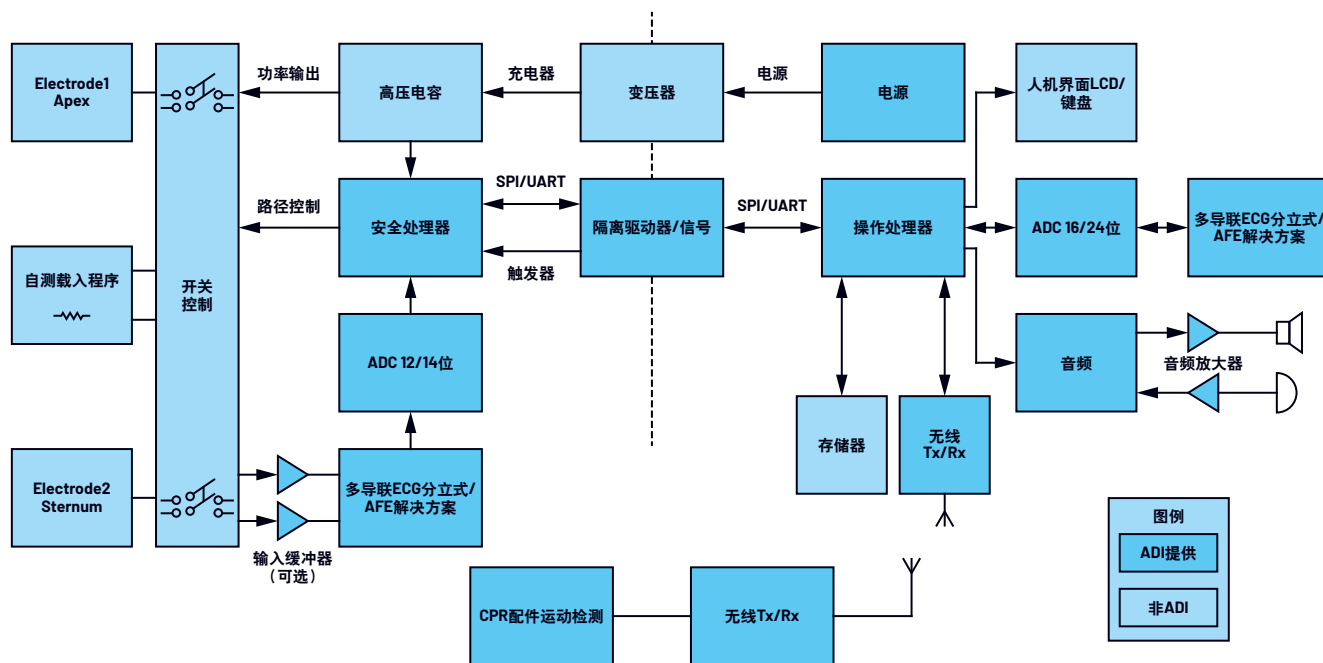 Electrode1
Apex
功率输出
高压电容
充电器
变压器
电源
电源
人机界面LCD/
键盘
路径控制
安全处理器
SPI/UART
触发器
隔离驱动器/信号
SPI/UART
操作处理器
ADC 16/24位
多导联ECG分立式/
AFE解决方案
自测载入程序
开关
控制
ADC 12/14位
音频
音频放大器
存储器
无线
Tx/Rx
Electrode2
Sternum
多导联ECG分立式/
AFE解决方案
输入缓冲器
（可选）
CPR配件运动检测
无线Tx/Rx
图例
ADI提供
非ADI